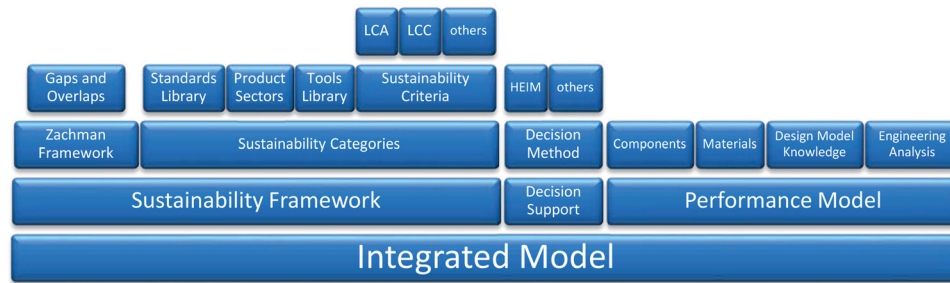 LCA LCC others
Gaps and
Overlaps
Standards
Library
Product
Sectors
Tools
Library
Sustainability
Criteria
HEIM others
Zachman
Framework
Sustainability Categories
Decision
Method
Components
Materials
Design Model
Knowledge
Engineering
Analysis
Sustainability Framework
Decision
Support
Performance Model
Integrated Model